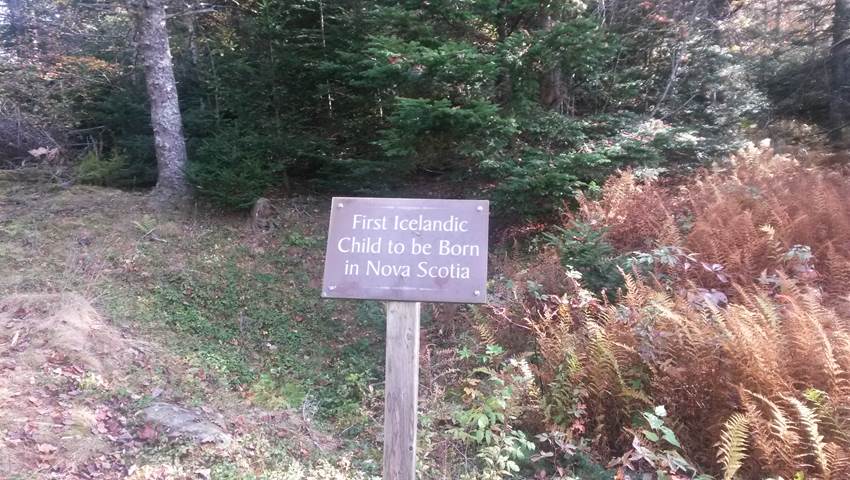 First Icelandic
Child to be Born
in Nova Scotia